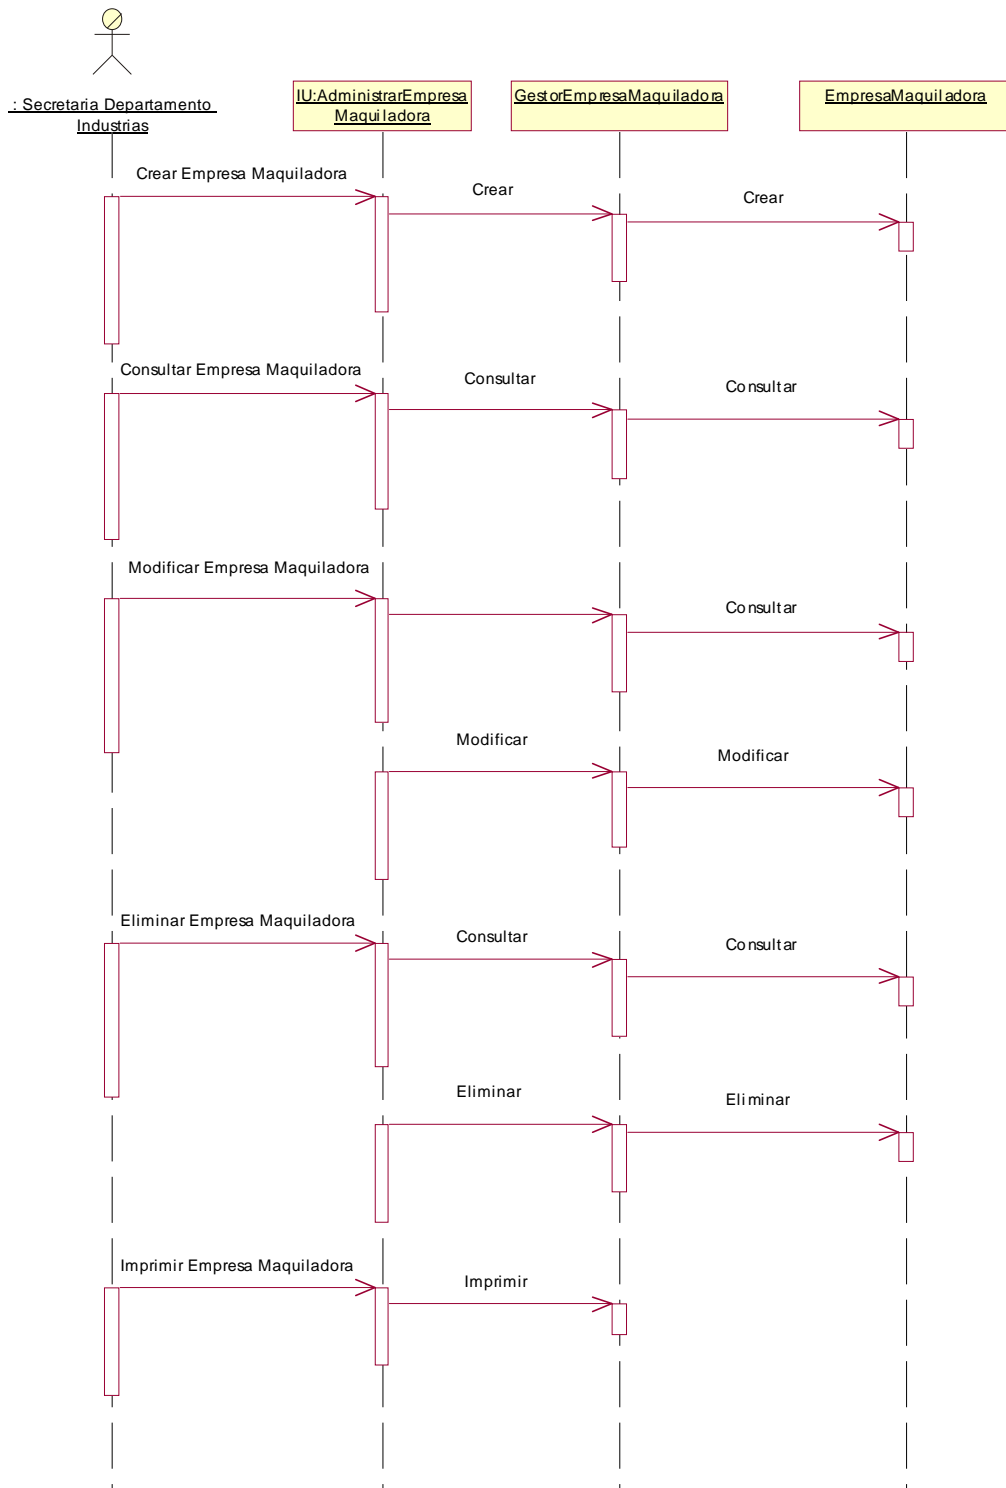 : Secretaria Departamento
Industrias
IU:AdministrarEmpresa
Maquiladora
GestorEmpresaMaquiladora
EmpresaMaquiladora
Crear Empresa Maquiladora
Crear
Crear
Consultar Empresa Maquiladora
Consultar
Consultar
Modificar Empresa Maquiladora
Consultar
Modificar
Modificar
Eliminar Empresa Maquiladora
Consultar
Consultar
Eliminar
Eliminar
Imprimir Empresa Maquiladora
Imprimir